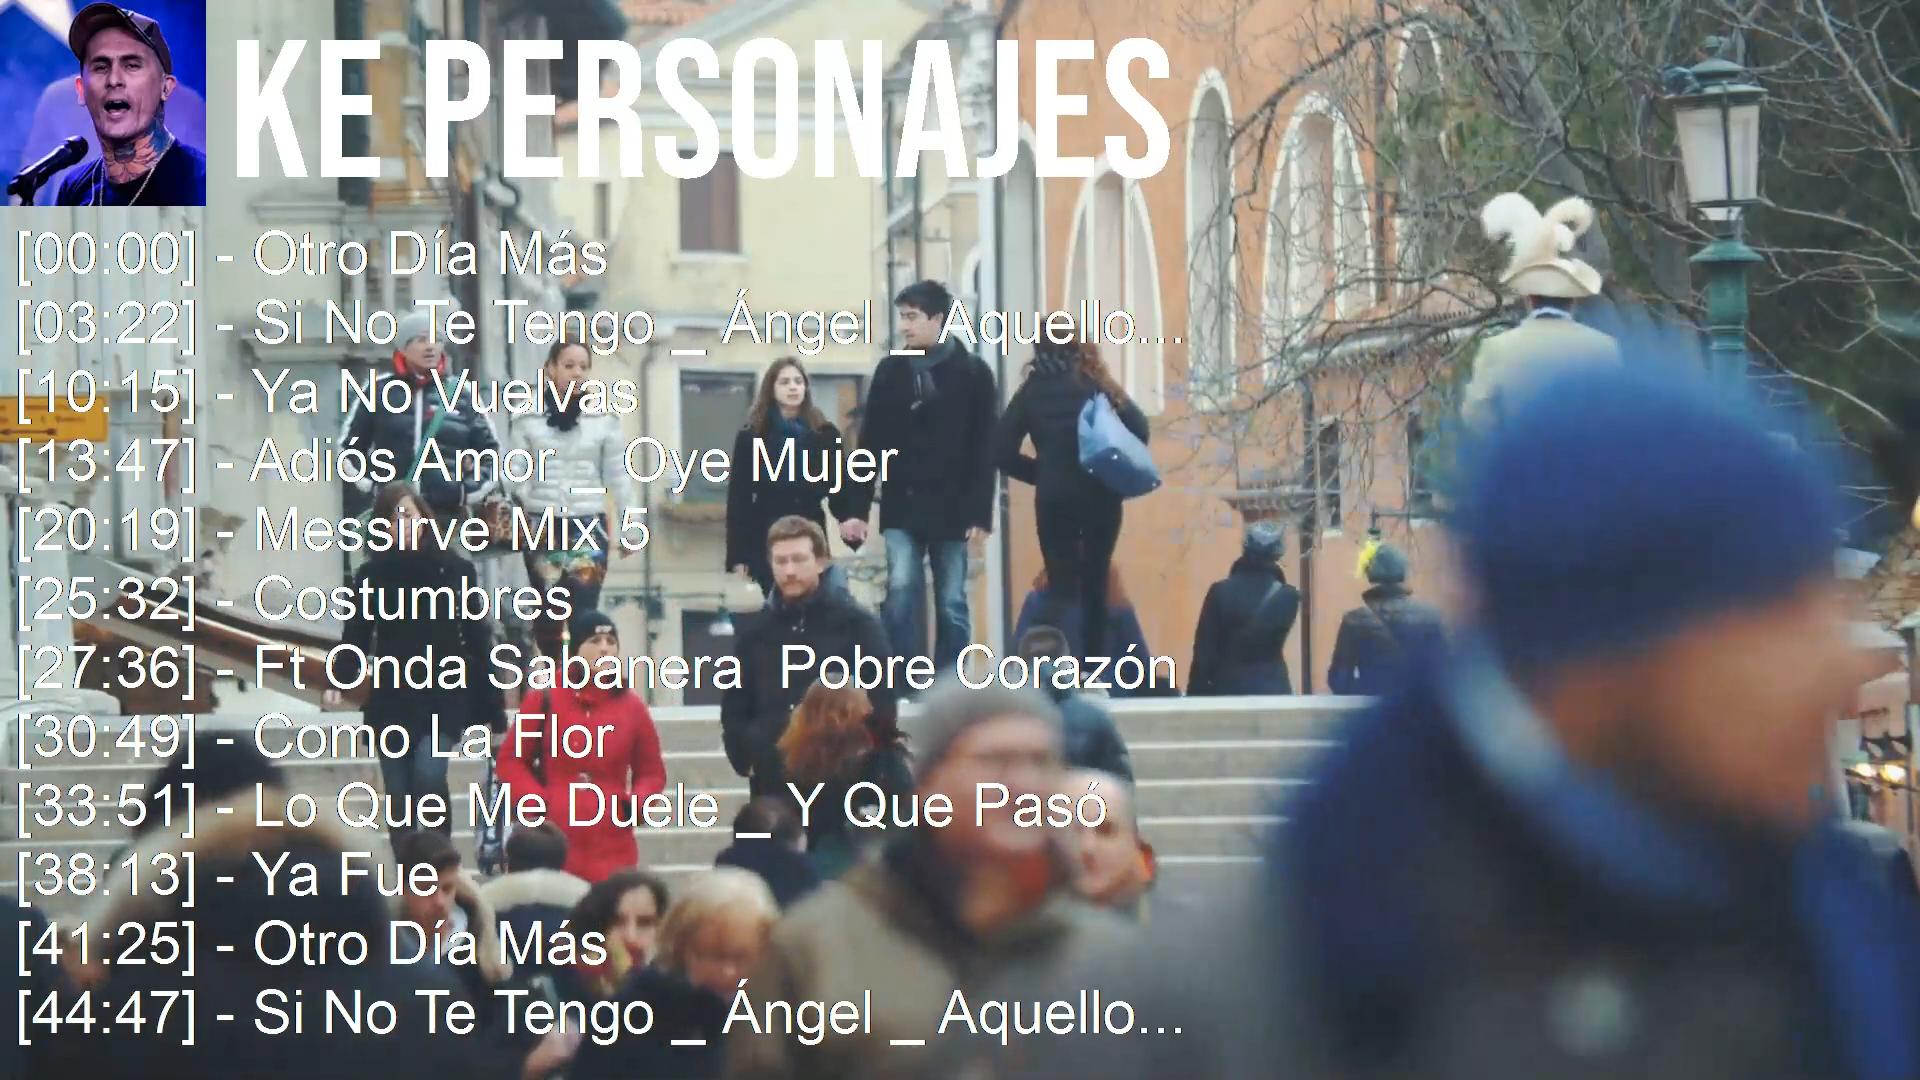 KE PERSONAJES
[00:00] - Otro Día Más
[03:22] - Si No Te Tengo _ Ángel _ Aquello...
[10:15] - Ya No Vuelvas
[13:47] - Adiós Amor _ Oye Mujer
[20:19] - Messirve Mix 5
[25:32] - Costumbres
[27:36] - Ft Onda Sabanera  Pobre Corazón
[30:49] - Como La Flor
[33:51] - Lo Que Me Duele _ Y Que Pasó
[38:13] - Ya Fue
[41:25] - Otro Día Más
[44:47] - Si No Te Tengo _ Ángel _ Aquello...